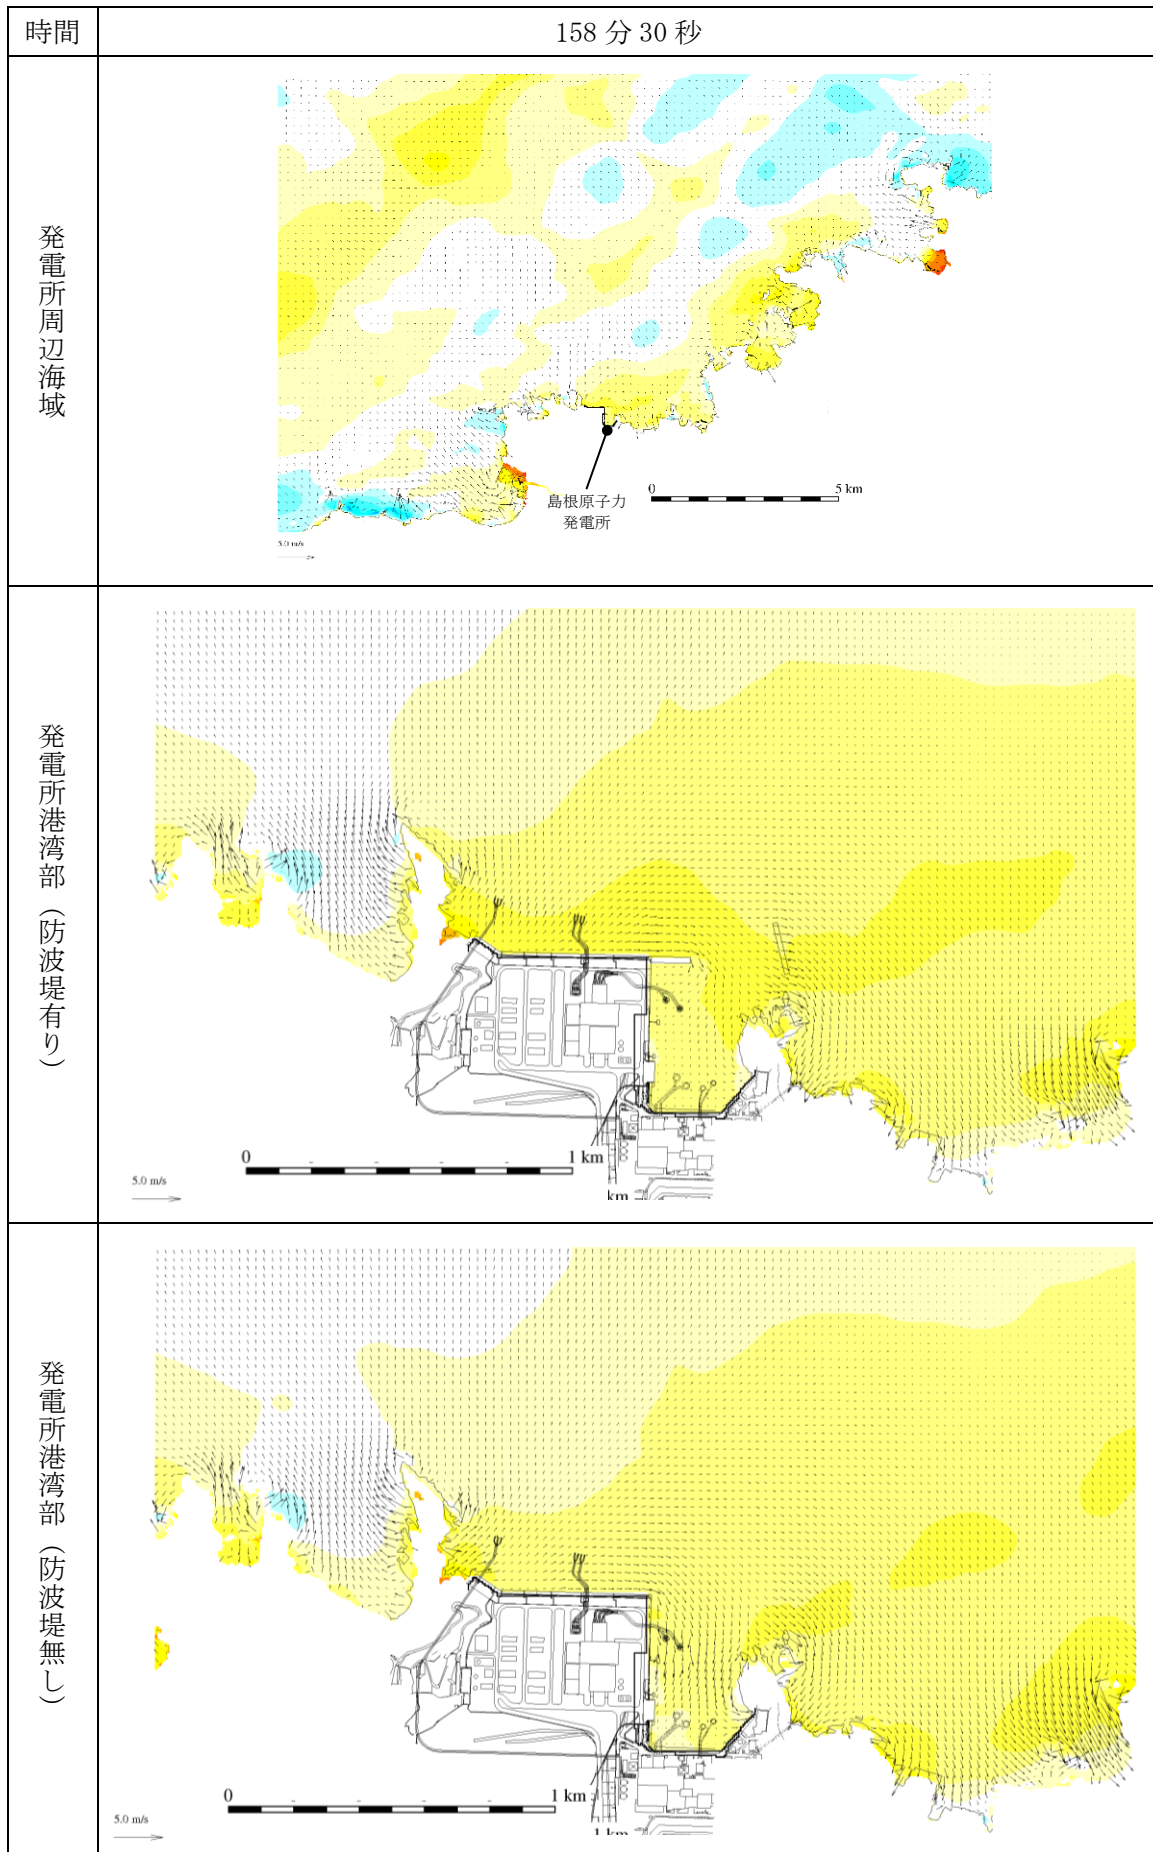 時間
158 分 30 秒
発電所周辺海域
島根原子力
発電所
0
5 km
5.0 m/s
発電所港湾部（防波堤有り）
0
1 km
5.0 m/s
km
発電所港湾部（防波堤無し）
0
1 km
5.0 m/s
1 km